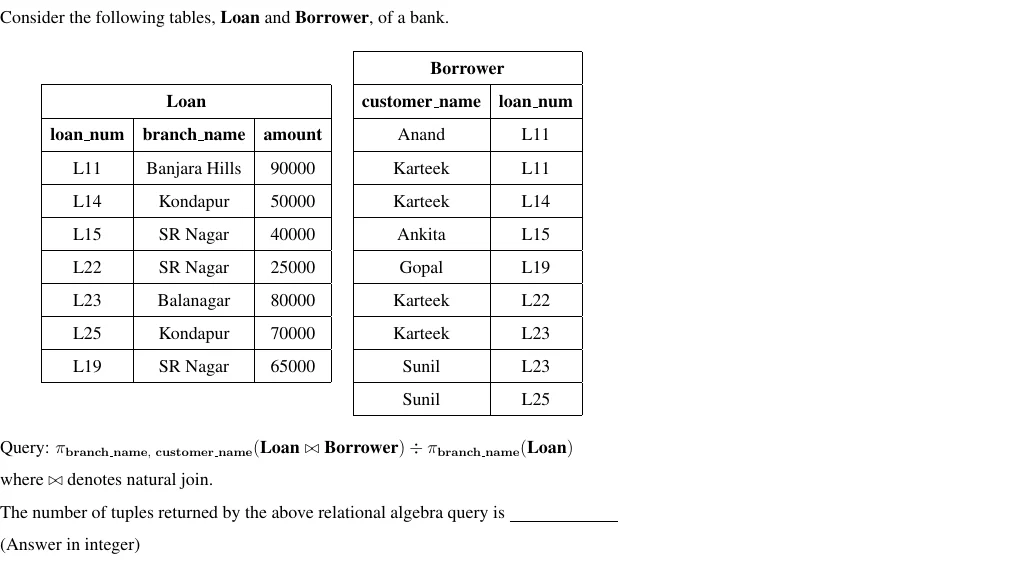 Consider the following tables, Loan and Borrower, of a bank.
Loan
loan_num branch_name amount
L11 Banjara Hills 90000
L14 Kondapur 50000
L15 SR Nagar 40000
L22 SR Nagar 25000
L23 Balanagar 80000
L25 Kondapur 70000
L19 SR Nagar 65000
Borrower
customer_name loan_num
Anand L11
Karteek L11
Karteek L14
Ankita L15
Gopal L19
Karteek L22
Karteek L23
Sunil L23
Sunil L25
Query: π branch_name, customer_name (Loan ⋈ Borrower) ÷ π branch_name (Loan)
where ⋈ denotes natural join.
The number of tuples returned by the above relational algebra query is ____________
(Answer in integer)